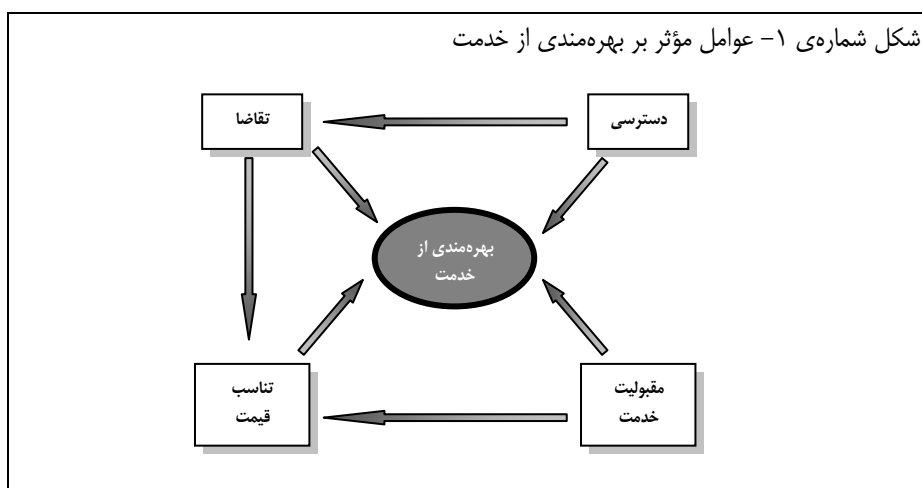 شکل شماره‌ی ۱- عوامل مؤثر بر بهره‌مندی از خدمت
دسترسی
تقاضا
بهره‌مندی از
خدمت
مقبولیت
خدمت
تناسب
قیمت